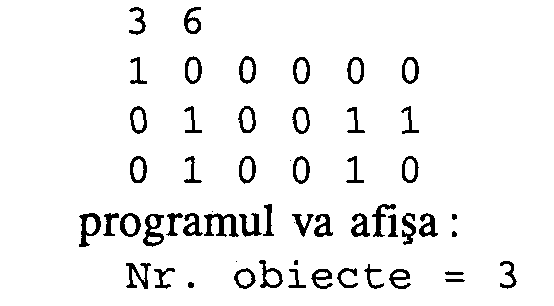 3 6
1 0 0 0 0 0
0 1 0 0 1 1
0 1 0 0 1 0
programul va afişa :
Nr. obiecte = 3